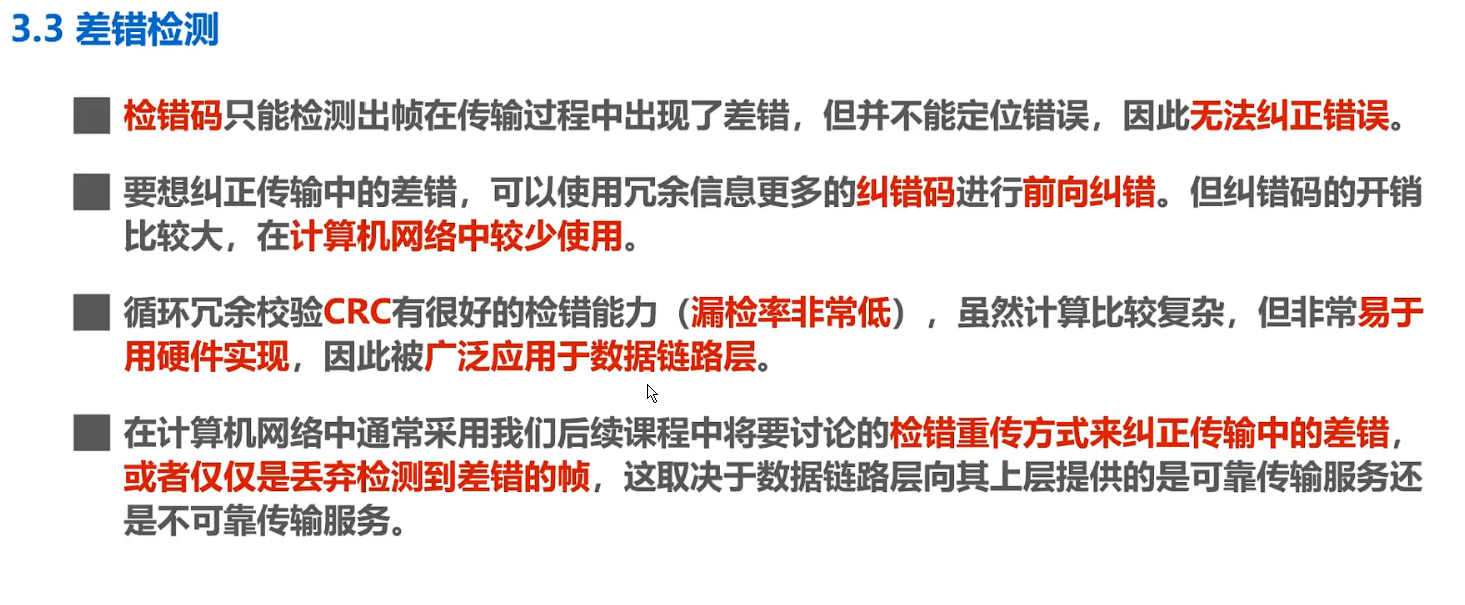 3.3 差错检测
检错码只能检测出帧在传输过程中出现了差错，但并不能定位错误，因此无法纠正错误。
要想纠正传输中的差错，可以使用冗余信息更多的纠错码进行前向纠错。但纠错码的开销
比较大，在计算机网络中较少使用。
循环冗余校验CRC有很好的检错能力（漏检率非常低），虽然计算比较复杂，但非常易于
用硬件实现，因此被广泛应用于数据链路层。
在计算机网络中通常采用我们后续课程中将要讨论的检错重传方式来纠正传输中的差错，
或者仅仅是丢弃检测到差错的帧，这取决于数据链路层向其上层提供的是可靠传输服务还
是不可靠传输服务。